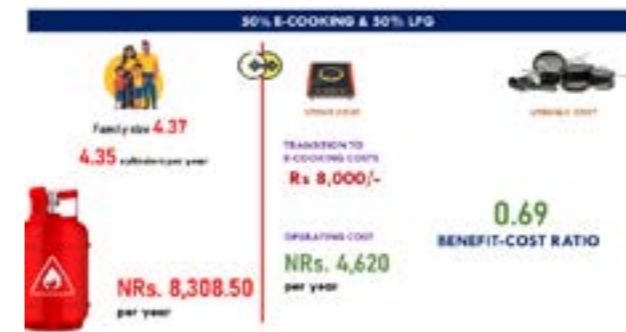 50% E-COOKING & 50% LPG
Family size 4.37
4.35 cylinders per year
NRs. 8,308.50
per year
TRANSITION TO
E-COOKING COSTS
Rs 8,000/-
OPERATING COST
NRs. 4,620
per year
0.69
BENEFIT-COST RATIO